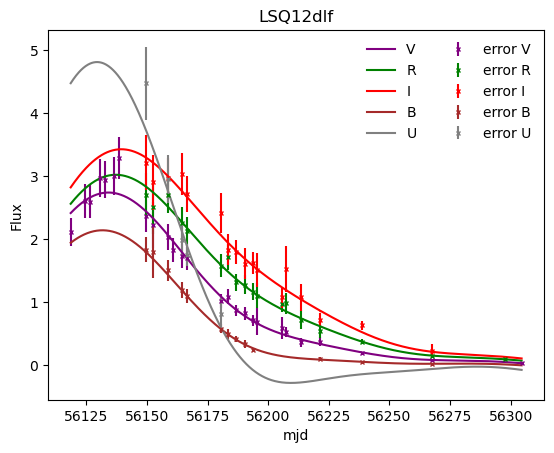 LSQ12dlf
Flux
5
4
3
2
1
0
V
R
I
B
U
error V
error R
error I
error B
error U
56125 56150 56175 56200 56225 56250 56275 56300
mjd